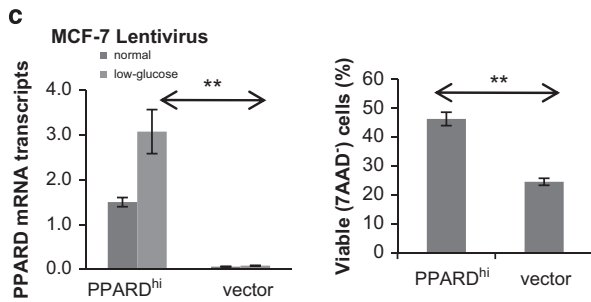 c
MCF-7 Lentivirus
normal
low-glucose
PPARD mRNA transcripts
4.0
3.0
2.0
1.0
0.0
**
PPARDhi
vector
Viable (7AAD-) cells (%)
60
50
40
30
20
10
0
**
PPARDhi
vector